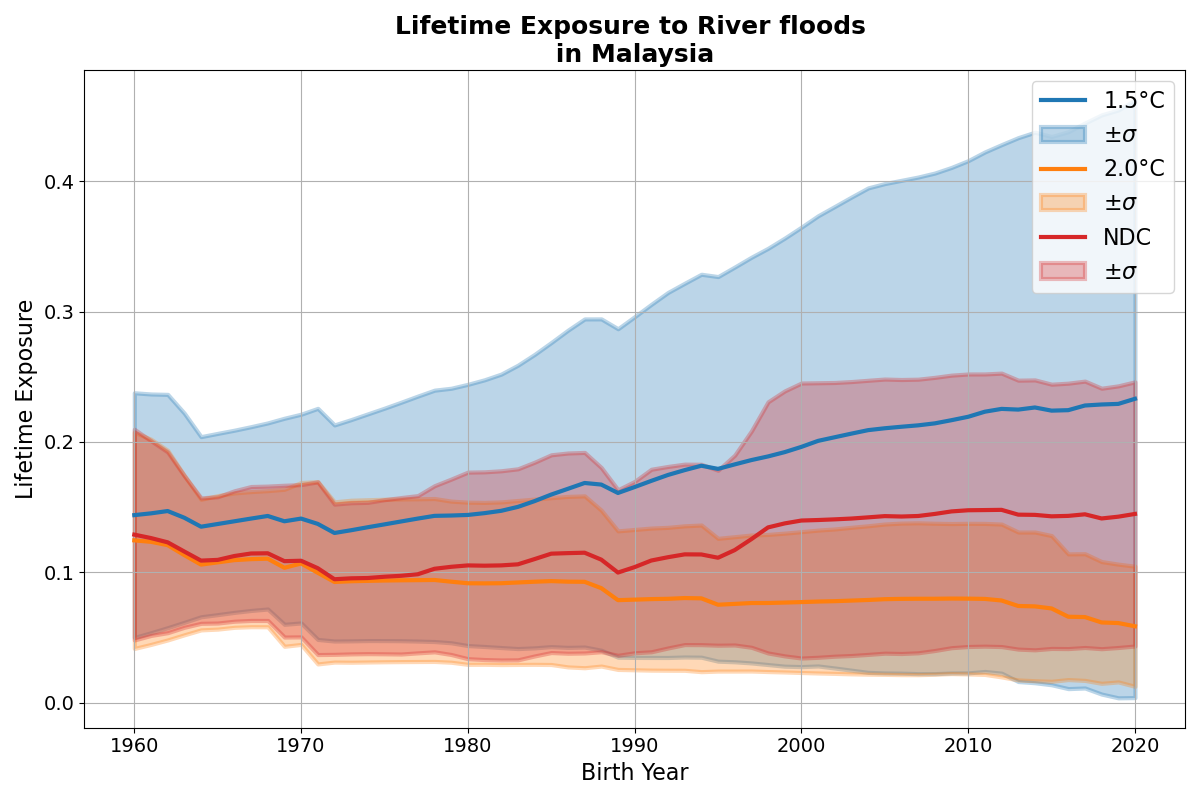 Lifetime Exposure to River floods
in Malaysia
1.5°C
±σ
2.0°C
±σ
NDC
±σ
Lifetime Exposure
0.4
0.3
0.2
0.1
0.0
1960 1970 1980 1990 2000 2010 2020
Birth Year